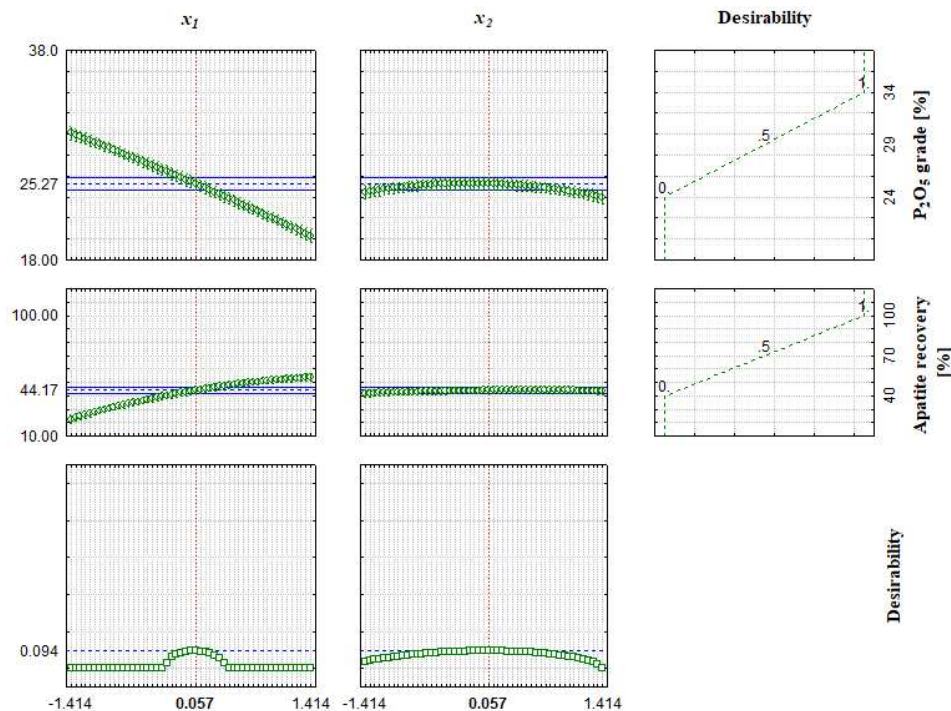 x₁ x₂ Desirability
38.0
25.27
18.00
0. .5 1.
34
29
24
P₂O₅ grade [%]
100.00
44.17
10.00
0. .5 1.
100
70
40
Apatite recovery
[%]
0.094
Desirability
-1.414 0.057 1.414 -1.414 0.057 1.414